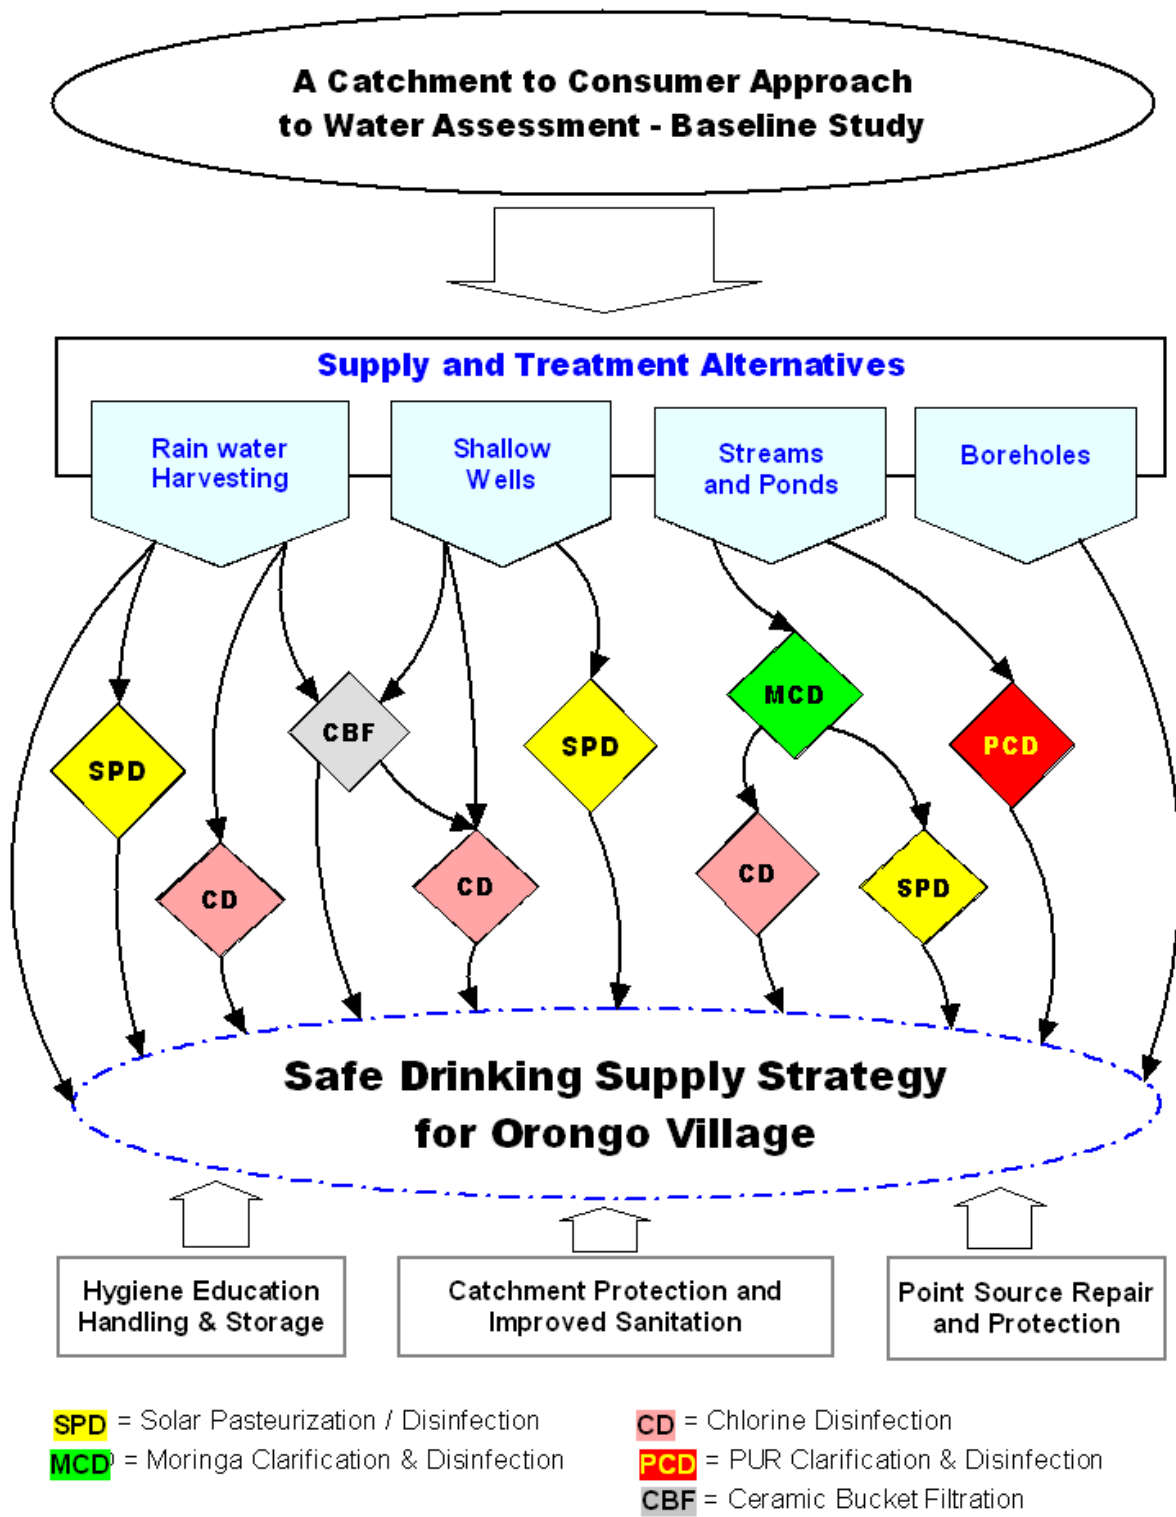 A Catchment to Consumer Approach
to Water Assessment - Baseline Study
Supply and Treatment Alternatives
Rain water
Harvesting
Shallow
Wells
Streams
and Ponds
Boreholes
MCD
CBF
SPD
PCD
SPD
CD
CD
CD
SPD
Safe Drinking Supply Strategy
for Orongo Village
Hygiene Education
Handling & Storage
Catchment Protection and
Improved Sanitation
Point Source Repair
and Protection
SPD = Solar Pasteurization / Disinfection
CD = Chlorine Disinfection
MCD = Moringa Clarification & Disinfection
PCD = PUR Clarification & Disinfection
CBF = Ceramic Bucket Filtration